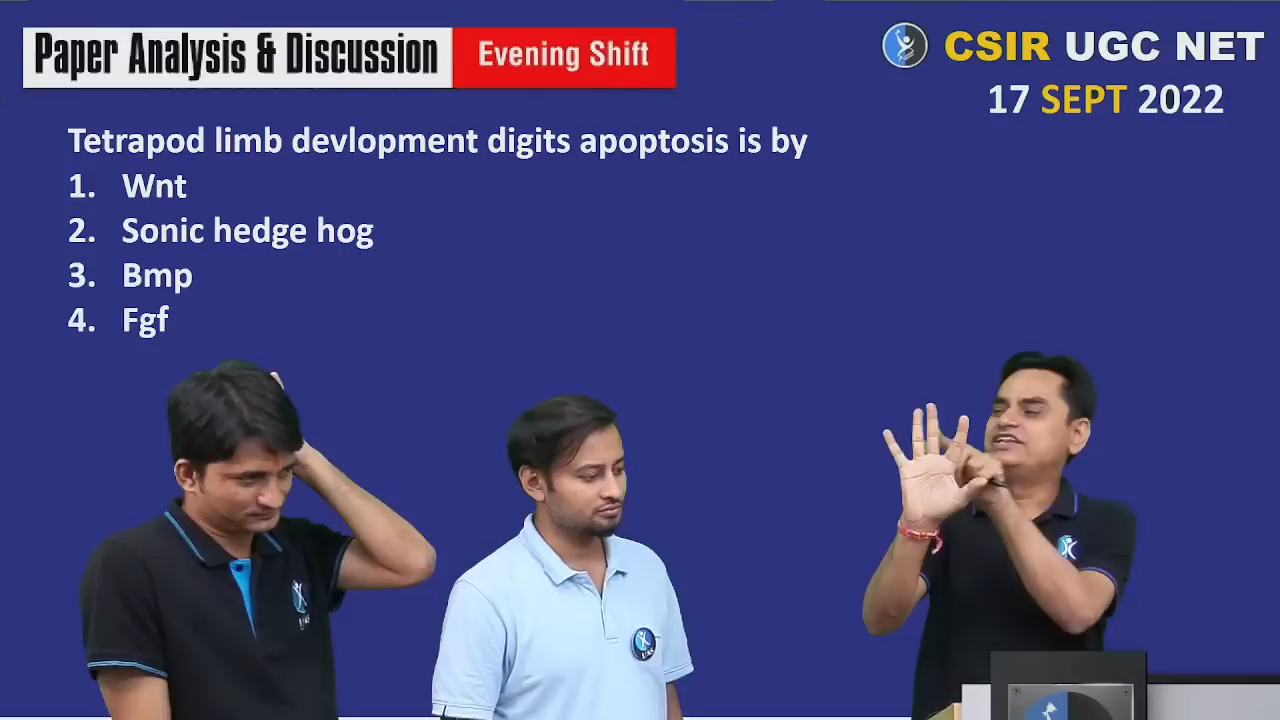 Paper Analysis & Discussion Evening Shift
CSIR UGC NET
17 SEPT 2022
Tetrapod limb devlopment digits apoptosis is by
1. Wnt
2. Sonic hedge hog
3. Bmp
4. Fgf